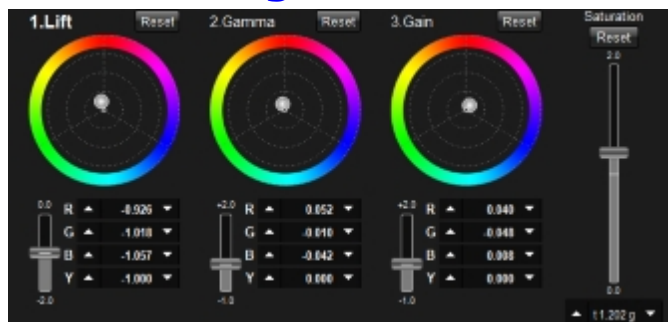 1.Lift Reset 2.Gamma Reset 3.Gain Reset Saturation
Reset
2.0
0.0 R -0.926 +2.0 R 0.052 +2.0 R 0.040
G -1.018 G -0.010 G -0.048
B -1.057 B -0.042 B 0.008
Y -1.000 Y 0.000 Y 0.000
-2.0 -1.0 -1.0 0.0